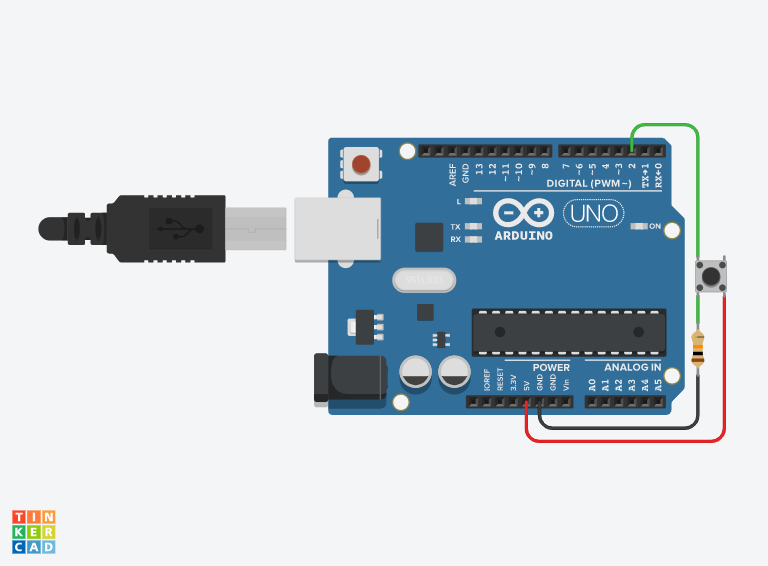 AREF
GND
13
12
~11
~10
~9
8
7
~6
~5
4
~3
2
TX→1
RX←0
DIGITAL (PWM~)
L
TX
RX
ARDUINO
UNO
ON
POWER
ANALOG IN
IOREF
RESET
3.3V
5V
GND
GND
Vin
A0
A1
A2
A3
A4
A5
TIN
KER
CAD